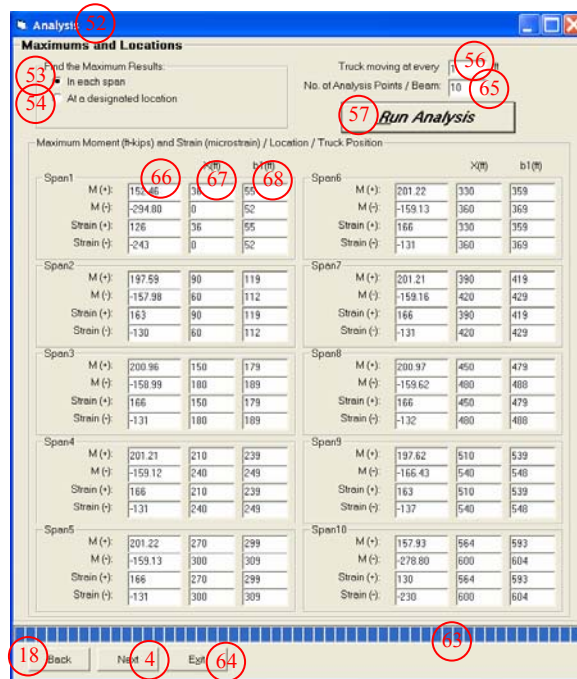 Analysis 52
Maximums and Locations
Find the Maximum Results:
53 In each span
54 At a designated location
Truck moving at every 1 56 ft
No. of Analysis Points / Beam: 10 65
57 Run Analysis
Maximum Moment (ft-kips) and Strain (microstrain) / Location / Truck Position
66 X(ft) 67 b1(ft) 68
Span1
M (+): 152.46 36 55
M (-): -294.80 0 52
Strain (+): 126 36 55
Strain (-): -243 0 52
Span2
M (+): 197.59 90 119
M (-): -157.98 60 112
Strain (+): 163 90 119
Strain (-): -130 60 112
Span3
M (+): 200.96 150 179
M (-): -158.99 180 189
Strain (+): 166 150 179
Strain (-): -131 180 189
Span4
M (+): 201.21 210 239
M (-): -159.12 240 249
Strain (+): 166 210 239
Strain (-): -131 240 249
Span5
M (+): 201.22 270 299
M (-): -159.13 300 309
Strain (+): 166 270 299
Strain (-): -131 300 309
X(ft) b1(ft)
Span6
M (+): 201.22 330 359
M (-): -159.13 360 369
Strain (+): 166 330 359
Strain (-): -131 360 369
Span7
M (+): 201.21 390 419
M (-): -159.16 420 429
Strain (+): 166 390 419
Strain (-): -131 420 429
Span8
M (+): 200.97 450 479
M (-): -159.62 480 488
Strain (+): 166 450 479
Strain (-): -132 480 488
Span9
M (+): 197.62 510 539
M (-): -166.43 540 548
Strain (+): 163 510 539
Strain (-): -137 540 548
Span10
M (+): 157.93 564 593
M (-): -278.80 600 604
Strain (+): 130 564 593
Strain (-): -230 600 604
63
18 Back Next 4 Exit 64